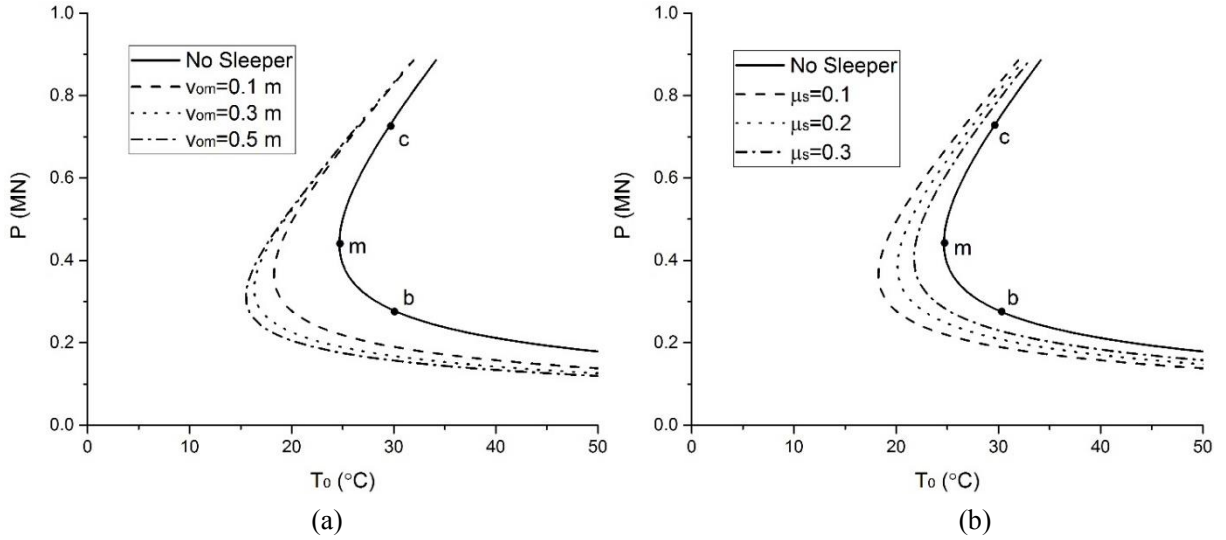 1.0
0.8
0.6
0.4
0.2
0.0
P (MN)
No Sleeper
vom=0.1 m
vom=0.3 m
vom=0.5 m
c
m
b
0 10 20 30 40 50
T0 (°C)
(a)
1.0
0.8
0.6
0.4
0.2
0.0
P (MN)
No Sleeper
μs=0.1
μs=0.2
μs=0.3
c
m
b
0 10 20 30 40 50
T0 (°C)
(b)